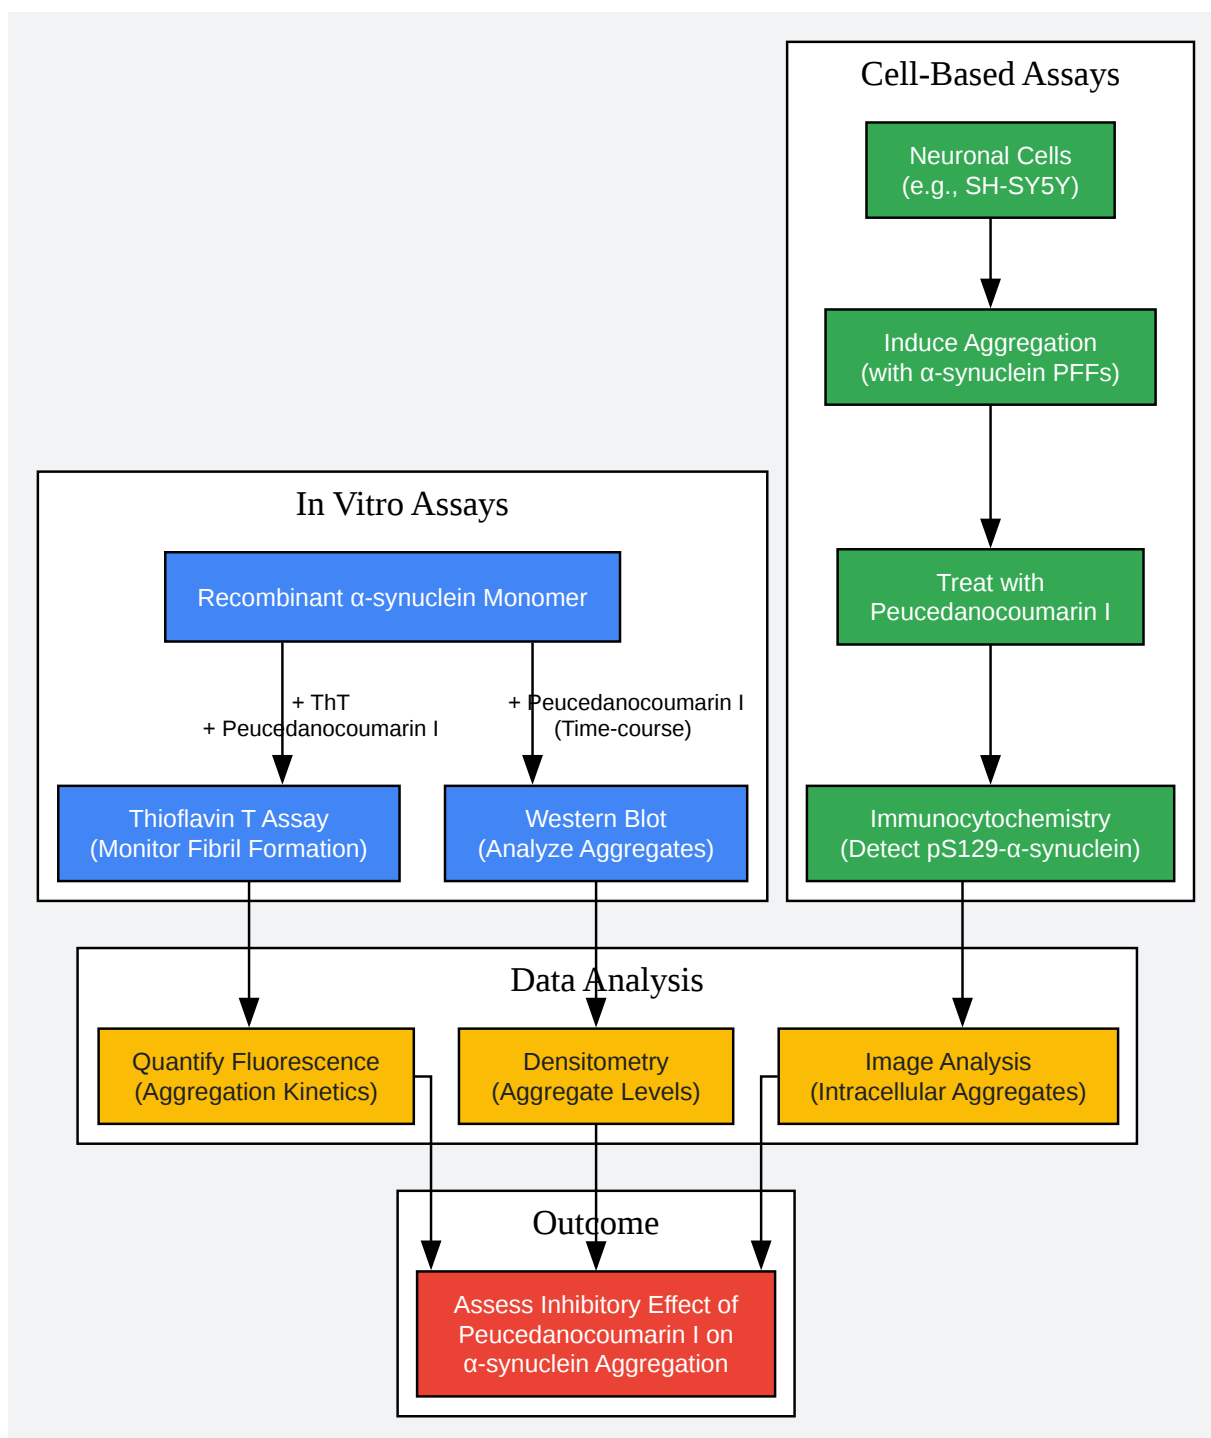 Cell-Based Assays
Neuronal Cells
(e.g., SH-SY5Y)
Induce Aggregation
(with α-synuclein PFFs)
Treat with
Peucedanocoumarin I
Immunocytochemistry
(Detect pS129-α-synuclein)
In Vitro Assays
Recombinant α-synuclein Monomer
+ ThT
+ Peucedanocoumarin I
+ Peucedanocoumarin I
(Time-course)
Thioflavin T Assay
(Monitor Fibril Formation)
Western Blot
(Analyze Aggregates)
Data Analysis
Quantify Fluorescence
(Aggregation Kinetics)
Densitometry
(Aggregate Levels)
Image Analysis
(Intracellular Aggregates)
Outcome
Assess Inhibitory Effect of
Peucedanocoumarin I on
α-synuclein Aggregation